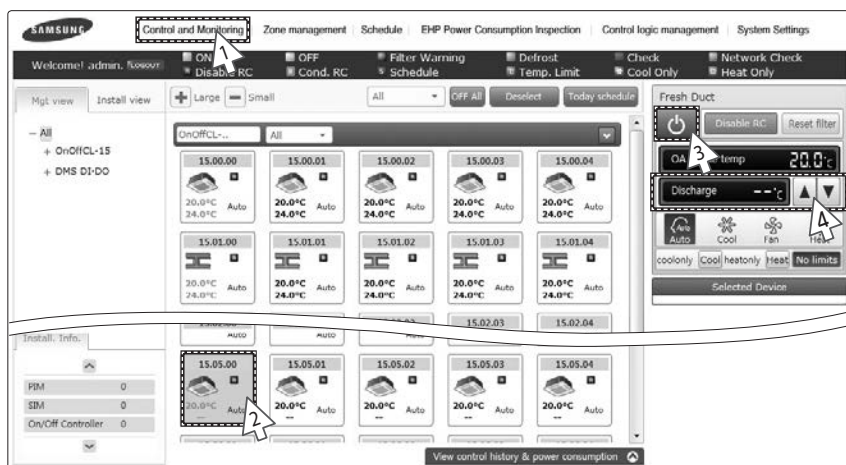 SAMSUNG
Control and Monitoring Zone management Schedule EHP Power Consumption Inspection Control logic management System Settings
1
Welcome! admin. Logout
ON OFF Filter Warning Defrost Check Network Check
Disable RC Cond. RC Schedule Temp. Limit Cool Only Heat Only
Mgt view Install view
Large Small All OFF All Deselect Today schedule
Fresh Duct
Disable RC Reset filter
3
All
OnOffCL-15
DMS DI-DO
OnOffCL-.. All
OA temp 20.0°C
Discharge --°C
4
Auto Cool Fan Heat
coolonly Cool heatonly Heat No limits
Selected Device
15.00.00 15.00.01 15.00.02 15.00.03 15.00.04
20.0°C Auto 20.0°C Auto 20.0°C Auto 20.0°C Auto 20.0°C Auto
24.0°C 24.0°C 24.0°C 24.0°C 24.0°C
15.01.00 15.01.01 15.01.02 15.01.03 15.01.04
20.0°C Auto 20.0°C Auto 20.0°C Auto 20.0°C Auto 20.0°C Auto
24.0°C 24.0°C 24.0°C 24.0°C 24.0°C
15.02.03 15.02.04
Auto Auto Auto Auto Auto
Install. Info.
PIM 0
SIM 0
On/Off Controller 0
15.05.00 15.05.01 15.05.02 15.05.03 15.05.04
20.0°C Auto 20.0°C Auto 20.0°C Auto 20.0°C Auto 20.0°C Auto
-- -- -- --
2
View control history & power consumption